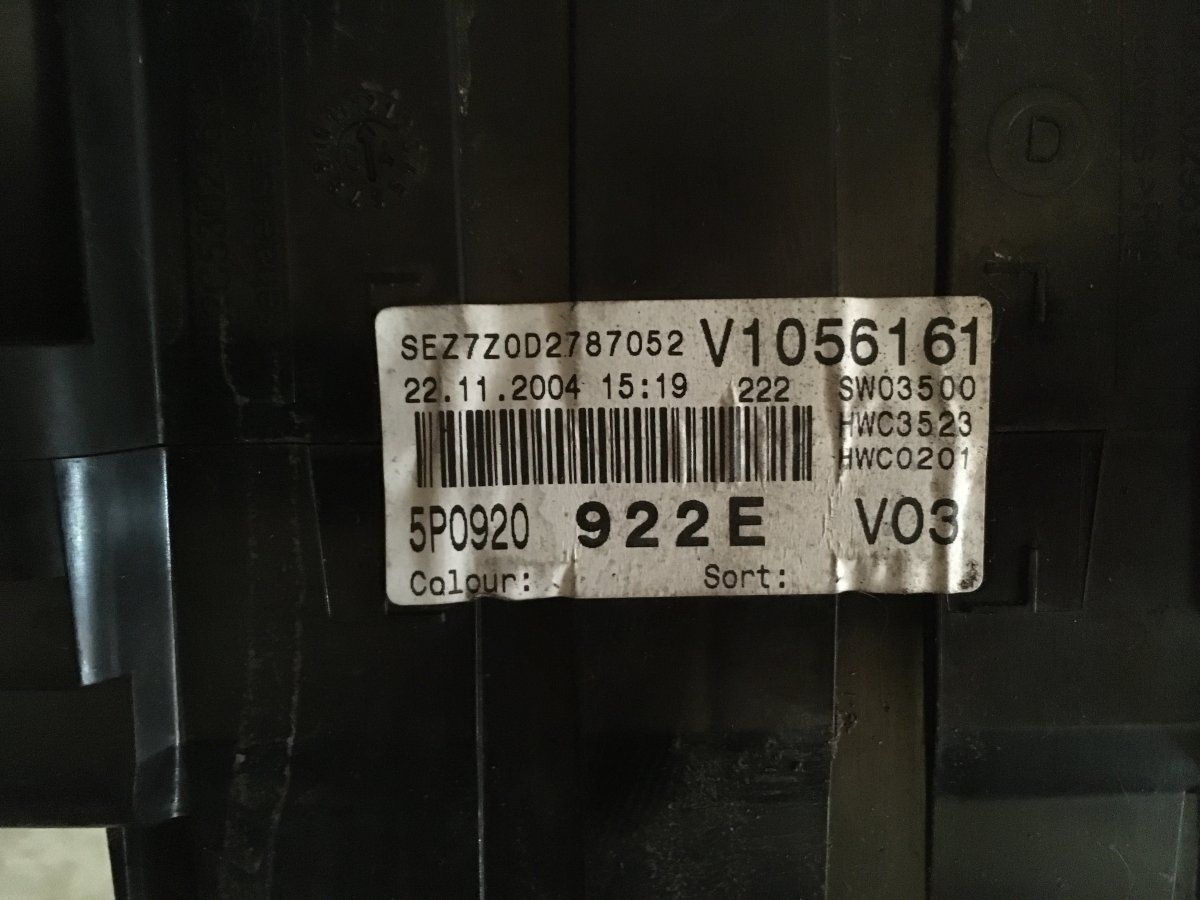 D
SEZ7Z0D2787052 V1056161
22.11.2004 15:19 222 SW03500
HWC3523
HWC0201
5P0920 922E V03
Colour: Sort: